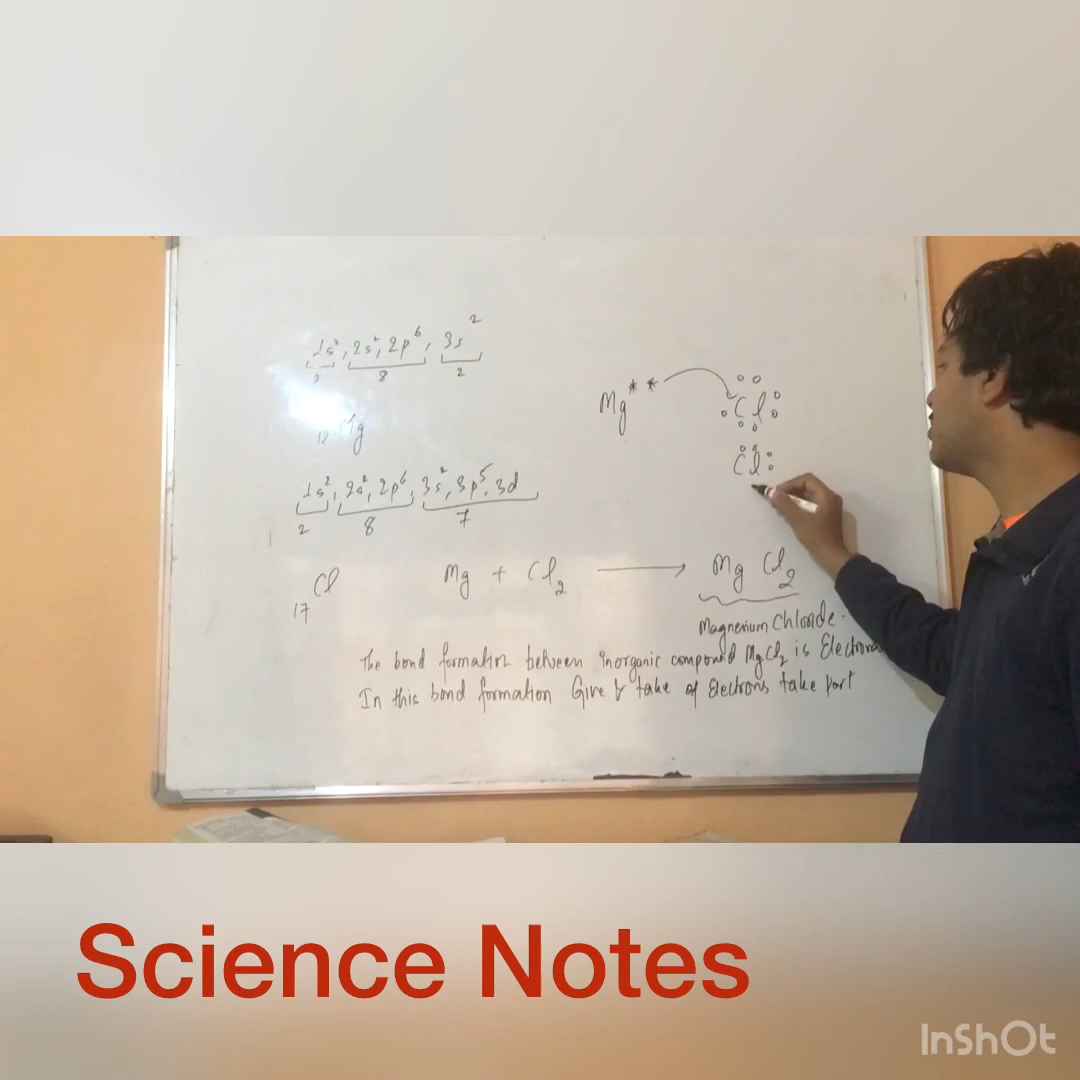 1s², 2s², 2p⁶, 3s²
2 8 2
12 Mg
Mg ** Cl
Cl
1s², 2s², 2p⁶, 3s², 3p⁵, 3d
2 8 7
17 Cl
Mg + Cl₂ → Mg Cl₂
Magnesium Chloride.
The bond formation between inorganic compound MgCl₂ is
In this bond formation Give & take of Electrons take Part
Science Notes
InShOt